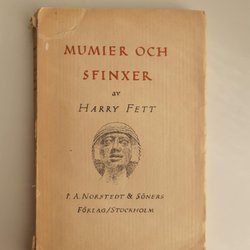 MUMIER OCH
SFINXER
av
HARRY FETT
P. A. NORSTEDT & SÖNERS
FÖRLAG/STOCKHOLM